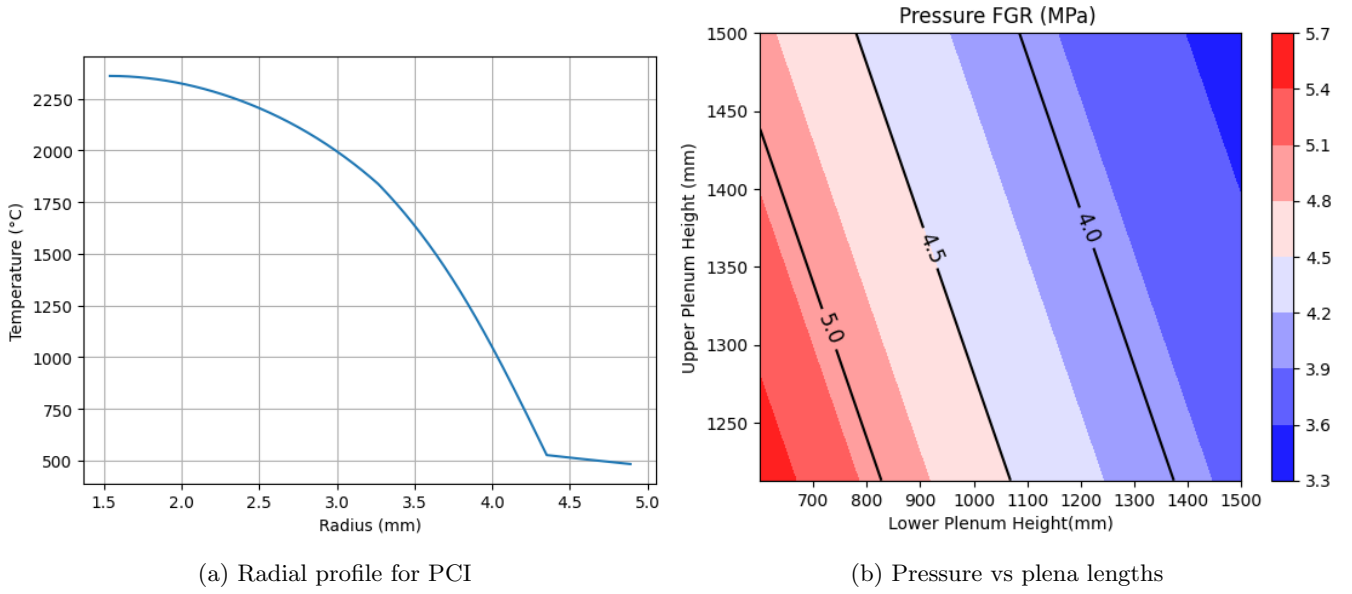 Temperature (°C)
2250
2000
1750
1500
1250
1000
750
500
1.5 2.0 2.5 3.0 3.5 4.0 4.5 5.0
Radius (mm)
(a) Radial profile for PCI
Pressure FGR (MPa)
Upper Plenum Height (mm)
1500
1450
1400
1350
1300
1250
5.0
4.5
4.0
700 800 900 1000 1100 1200 1300 1400 1500
Lower Plenum Height(mm)
5.7
5.4
5.1
4.8
4.5
4.2
3.9
3.6
3.3
(b) Pressure vs plena lengths